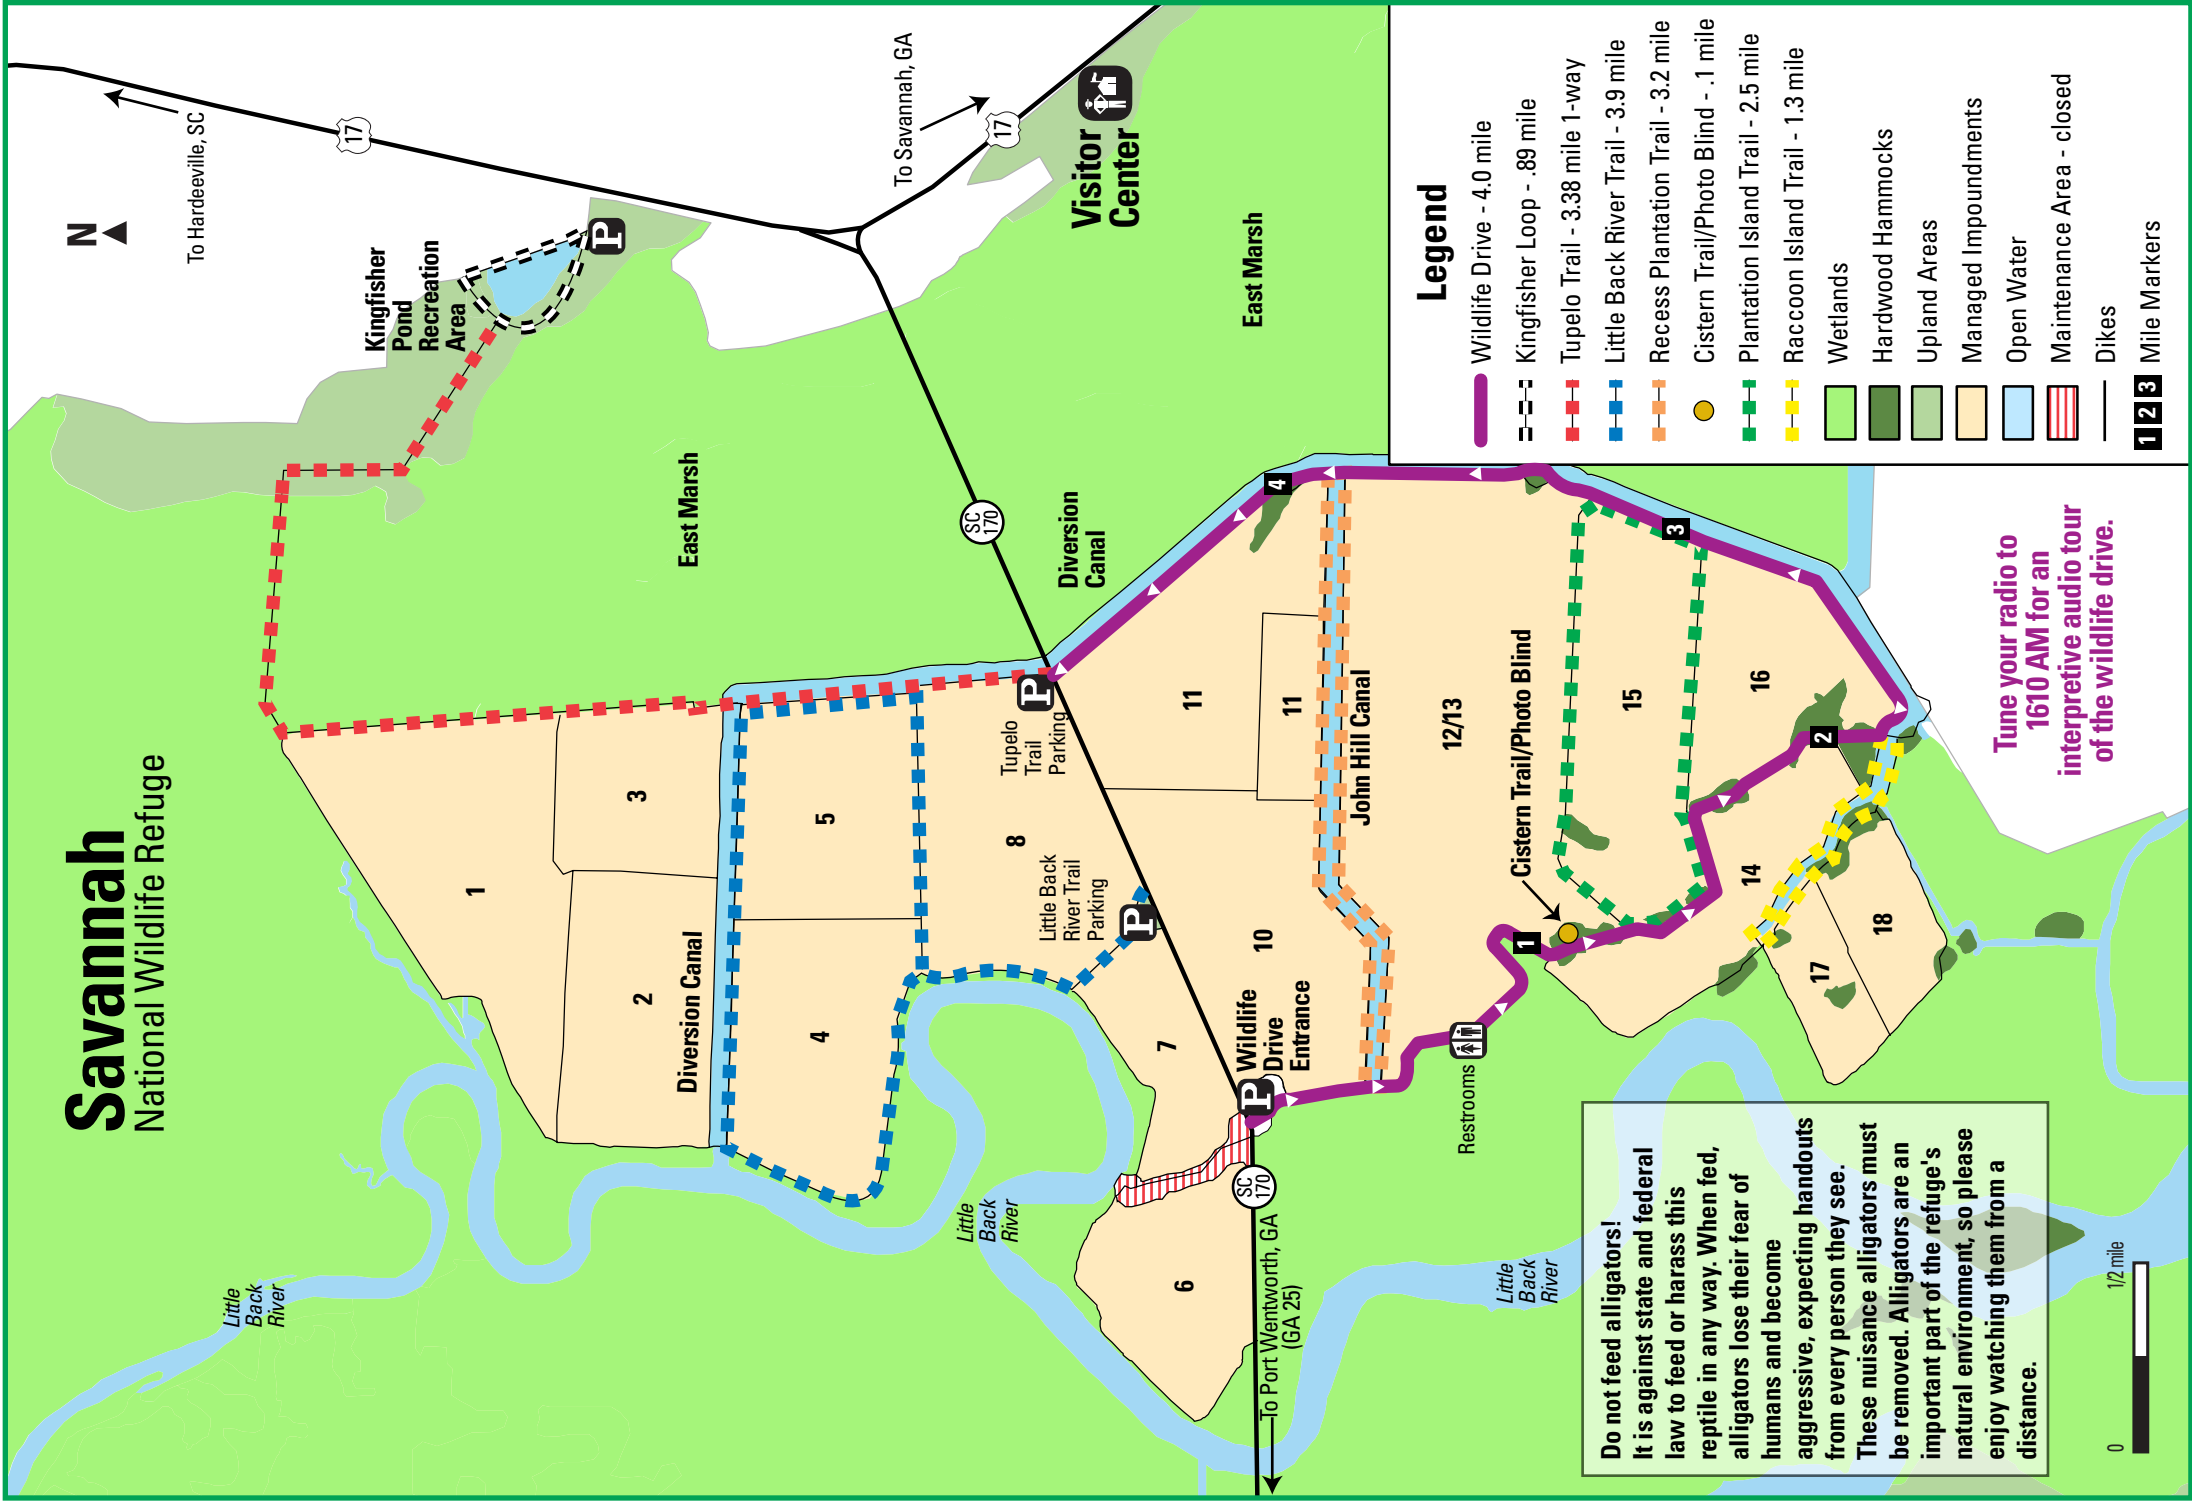 Savannah
National Wildlife Refuge
N
To Hardeeville, SC
17
To Savannah, GA
17
Visitor
Center
Kingfisher
Pond
Recreation
Area
East Marsh
East Marsh
SC
170
Diversion
Canal
Tupelo
Trail
Parking
P
P
Little Back
River Trail
Parking
P
Diversion Canal
1
2
3
4
5
6
7
8
10
11
11
12/13
14
15
16
17
18
Wildlife
Drive
Entrance
P
John Hill Canal
Cistern Trail/Photo Blind
Restrooms
1
2
3
4
Little
Back
River
Little
Back
River
Little
Back
River
SC
170
To Port Wentworth, GA
(GA 25)
Do not feed alligators!
It is against state and federal
law to feed or harass this
reptile in any way. When fed,
alligators lose their fear of
humans and become
aggressive, expecting handouts
from every person they see.
These nuisance alligators must
be removed. Alligators are an
important part of the refuge's
natural environment, so please
enjoy watching them from a
distance.
0
1/2 mile
Tune your radio to
1610 AM for an
interpretive audio tour
of the wildlife drive.
Legend
Wildlife Drive - 4.0 mile
Kingfisher Loop - .89 mile
Tupelo Trail - 3.38 mile 1-way
Little Back River Trail - 3.9 mile
Recess Plantation Trail - 3.2 mile
Cistern Trail/Photo Blind - .1 mile
Plantation Island Trail - 2.5 mile
Raccoon Island Trail - 1.3 mile
Wetlands
Hardwood Hammocks
Upland Areas
Managed Impoundments
Open Water
Maintenance Area - closed
Dikes
1 2 3 Mile Markers